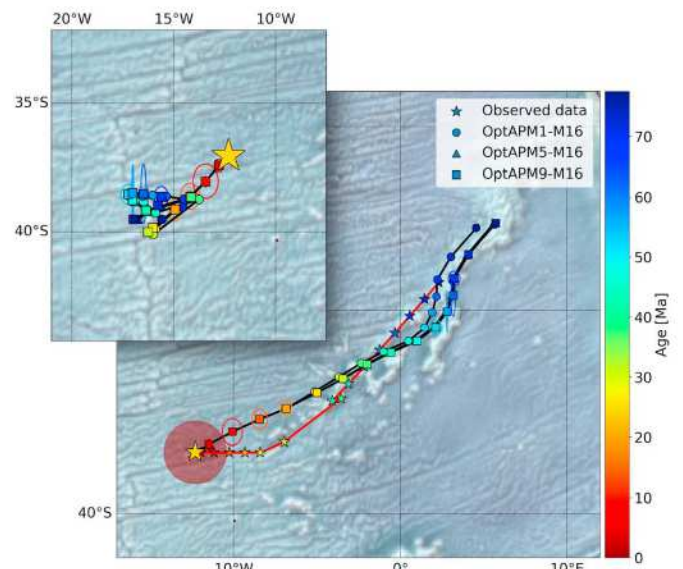 20°W 15°W 10°W
35°S
40°S
Observed data
OptAPM1-M16
OptAPM5-M16
OptAPM9-M16
70
60
50
40
30
20
10
0
Age [Ma]
40°S
10°W 0° 10°E